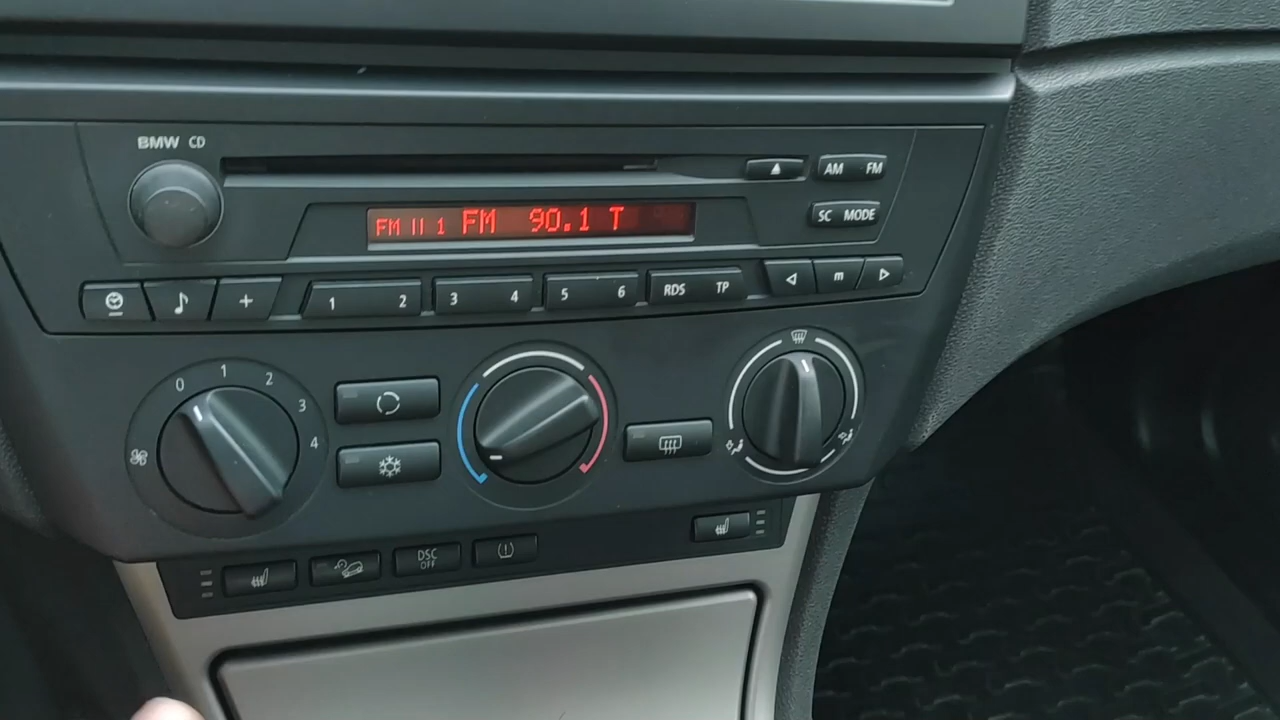 BMW CD
AM FM
FM II 1 FM 90.1 T
SC MODE
1 2 3 4 5 6 RDS TP m
0 1 2 3 4
DSC
OFF